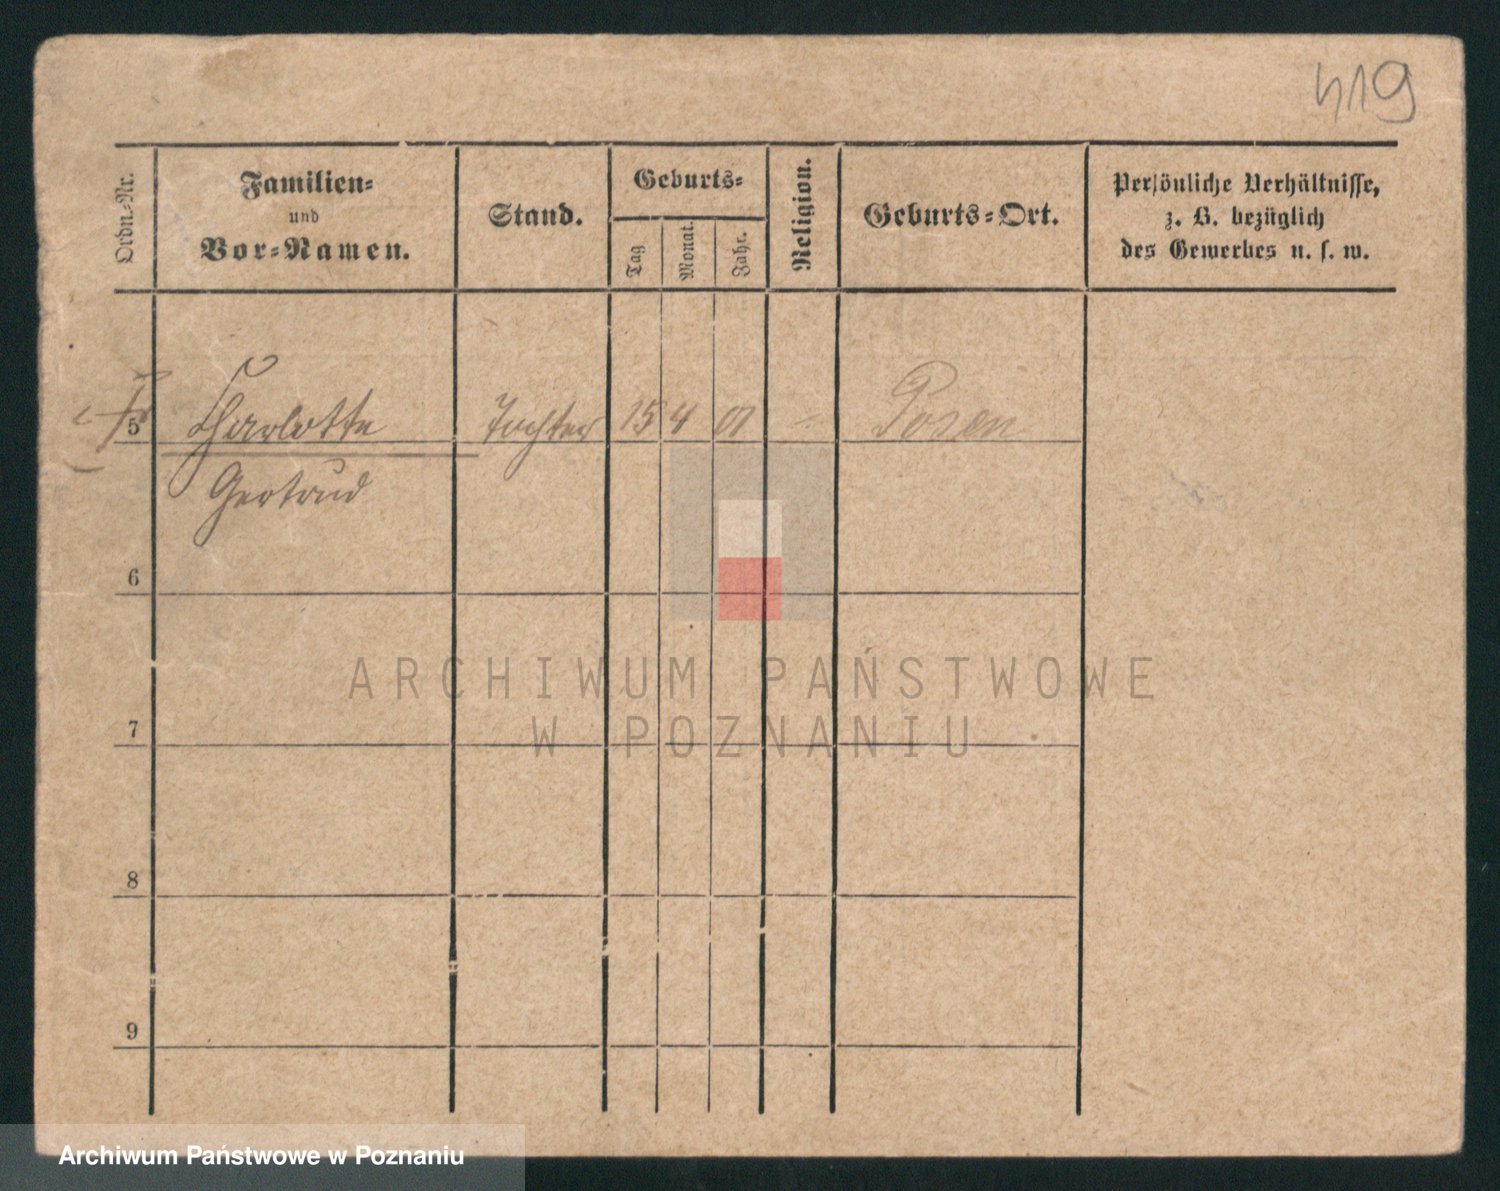 419
Ordn.-Nr.
Familien-
und
Vor-Namen.
Stand.
Geburts-
Tag
Monat.
Jahr.
Religion.
Geburts-Ort.
Persönliche Verhältnisse,
z. B. bezüglich
des Gewerbes u. s. w.
5 Charlotte Tochter 15 4 01 Posen
Gertrud
6
ARCHIWUM PAŃSTWOWE
W POZNANIU
7
8
9
Archiwum Państwowe w Poznaniu